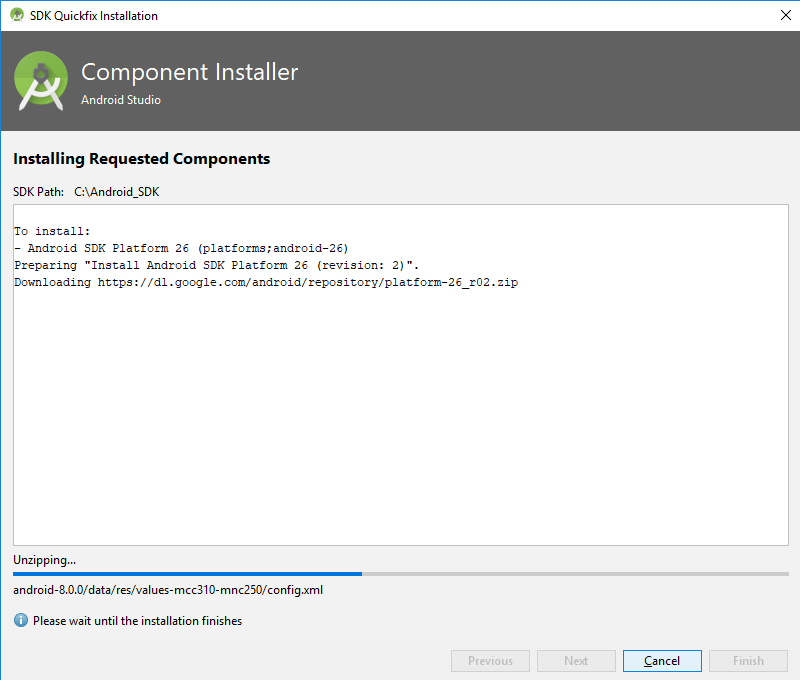 SDK Quickfix Installation
Component Installer
Android Studio
Installing Requested Components
SDK Path: C:\Android_SDK
To install:
- Android SDK Platform 26 (platforms;android-26)
Preparing "Install Android SDK Platform 26 (revision: 2)".
Downloading https://dl.google.com/android/repository/platform-26_r02.zip
Unzipping...
android-8.0.0/data/res/values-mcc310-mnc250/config.xml
Please wait until the installation finishes
Previous Next Cancel Finish